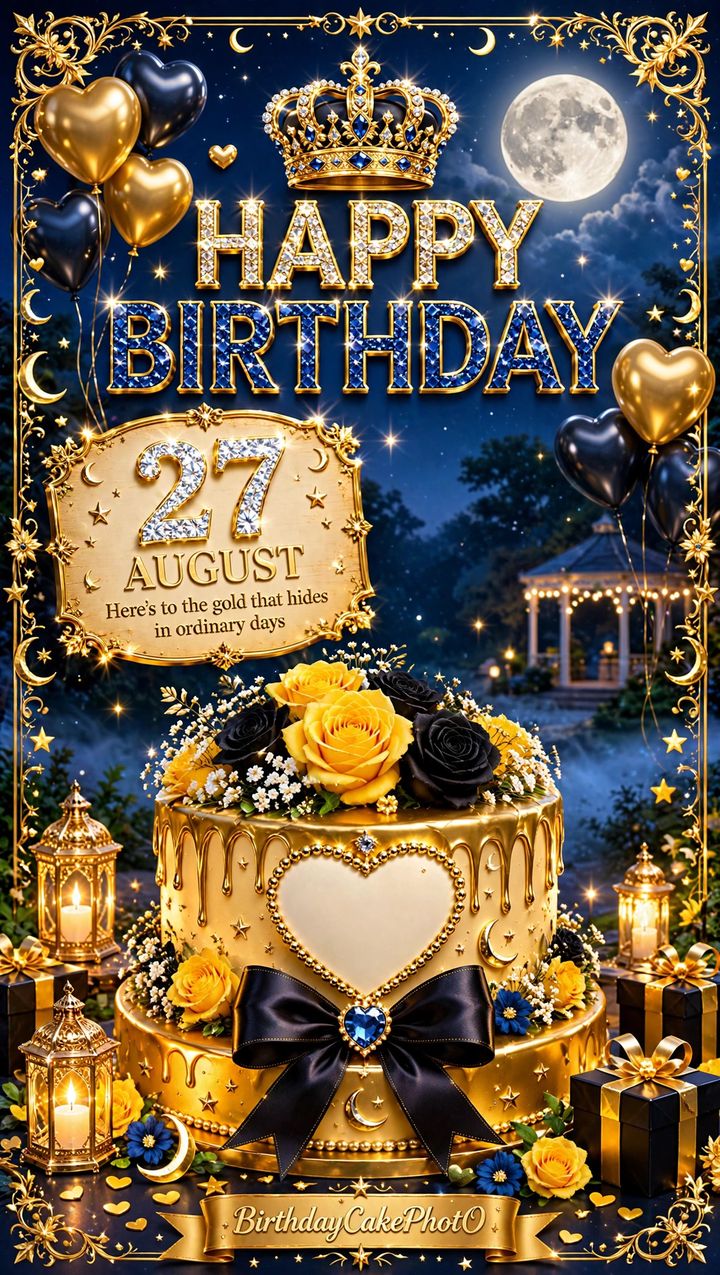 HAPPY
BIRTHDAY
27
AUGUST
Here's to the gold that hides
in ordinary days
BirthdayCakePhotO